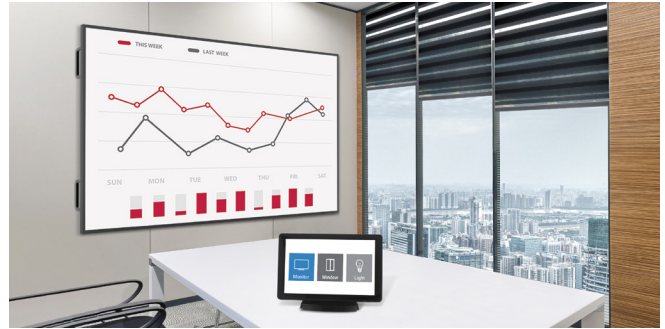 THIS WEEK
LAST WEEK
SUN MON TUE WED THU FRI SAT
Monitor Window Light